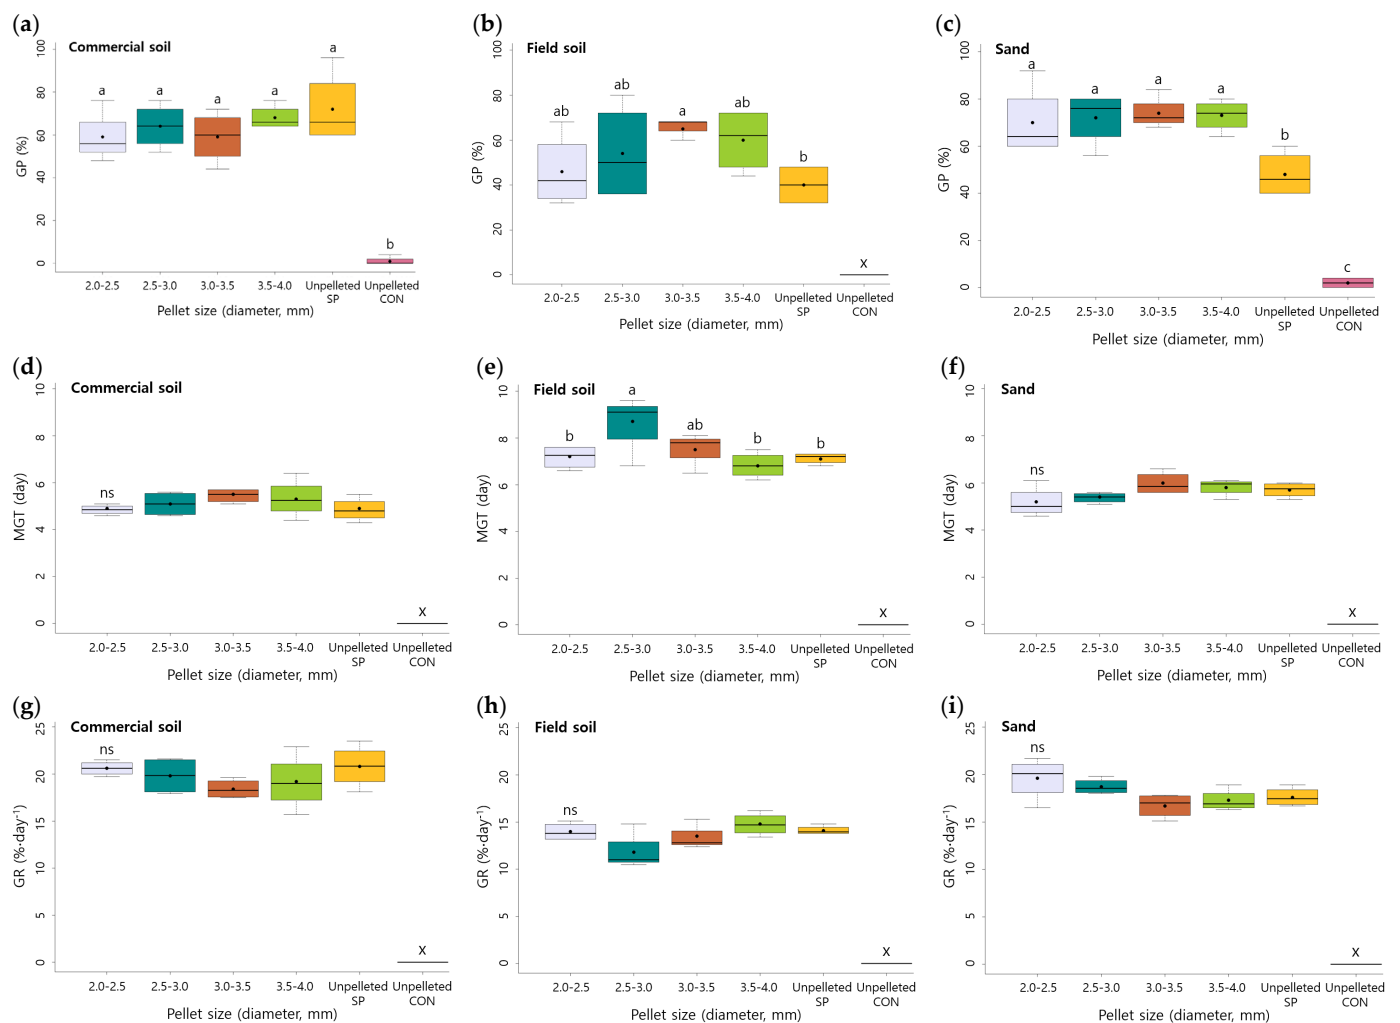 (a)
Commercial soil
GP (%)
0
20
40
60
80
100
a
a
a
a
a
b
2.0-2.5
2.5-3.0
3.0-3.5
3.5-4.0
Unpelleted
SP
Unpelleted
CON
Pellet size (diameter, mm)
(b)
Field soil
GP (%)
0
20
40
60
80
100
ab
ab
a
ab
b
x
2.0-2.5
2.5-3.0
3.0-3.5
3.5-4.0
Unpelleted
SP
Unpelleted
CON
Pellet size (diameter, mm)
(c)
Sand
GP (%)
0
20
40
60
80
100
a
a
a
a
b
c
2.0-2.5
2.5-3.0
3.0-3.5
3.5-4.0
Unpelleted
SP
Unpelleted
CON
Pellet size (diameter, mm)
(d)
Commercial soil
MGT (day)
0
2
4
6
8
10
ns
x
2.0-2.5
2.5-3.0
3.0-3.5
3.5-4.0
Unpelleted
SP
Unpelleted
CON
Pellet size (diameter, mm)
(e)
Field soil
MGT (day)
0
2
4
6
8
10
b
a
ab
b
b
x
2.0-2.5
2.5-3.0
3.0-3.5
3.5-4.0
Unpelleted
SP
Unpelleted
CON
Pellet size (diameter, mm)
(f)
Sand
MGT (day)
0
2
4
6
8
10
ns
x
2.0-2.5
2.5-3.0
3.0-3.5
3.5-4.0
Unpelleted
SP
Unpelleted
CON
Pellet size (diameter, mm)
(g)
Commercial soil
GR (%·day⁻¹)
0
5
10
15
20
25
ns
x
2.0-2.5
2.5-3.0
3.0-3.5
3.5-4.0
Unpelleted
SP
Unpelleted
CON
Pellet size (diameter, mm)
(h)
Field soil
GR (%·day⁻¹)
0
5
10
15
20
25
ns
x
2.0-2.5
2.5-3.0
3.0-3.5
3.5-4.0
Unpelleted
SP
Unpelleted
CON
Pellet size (diameter, mm)
(i)
Sand
GR (%·day⁻¹)
0
5
10
15
20
25
ns
x
2.0-2.5
2.5-3.0
3.0-3.5
3.5-4.0
Unpelleted
SP
Unpelleted
CON
Pellet size (diameter, mm)